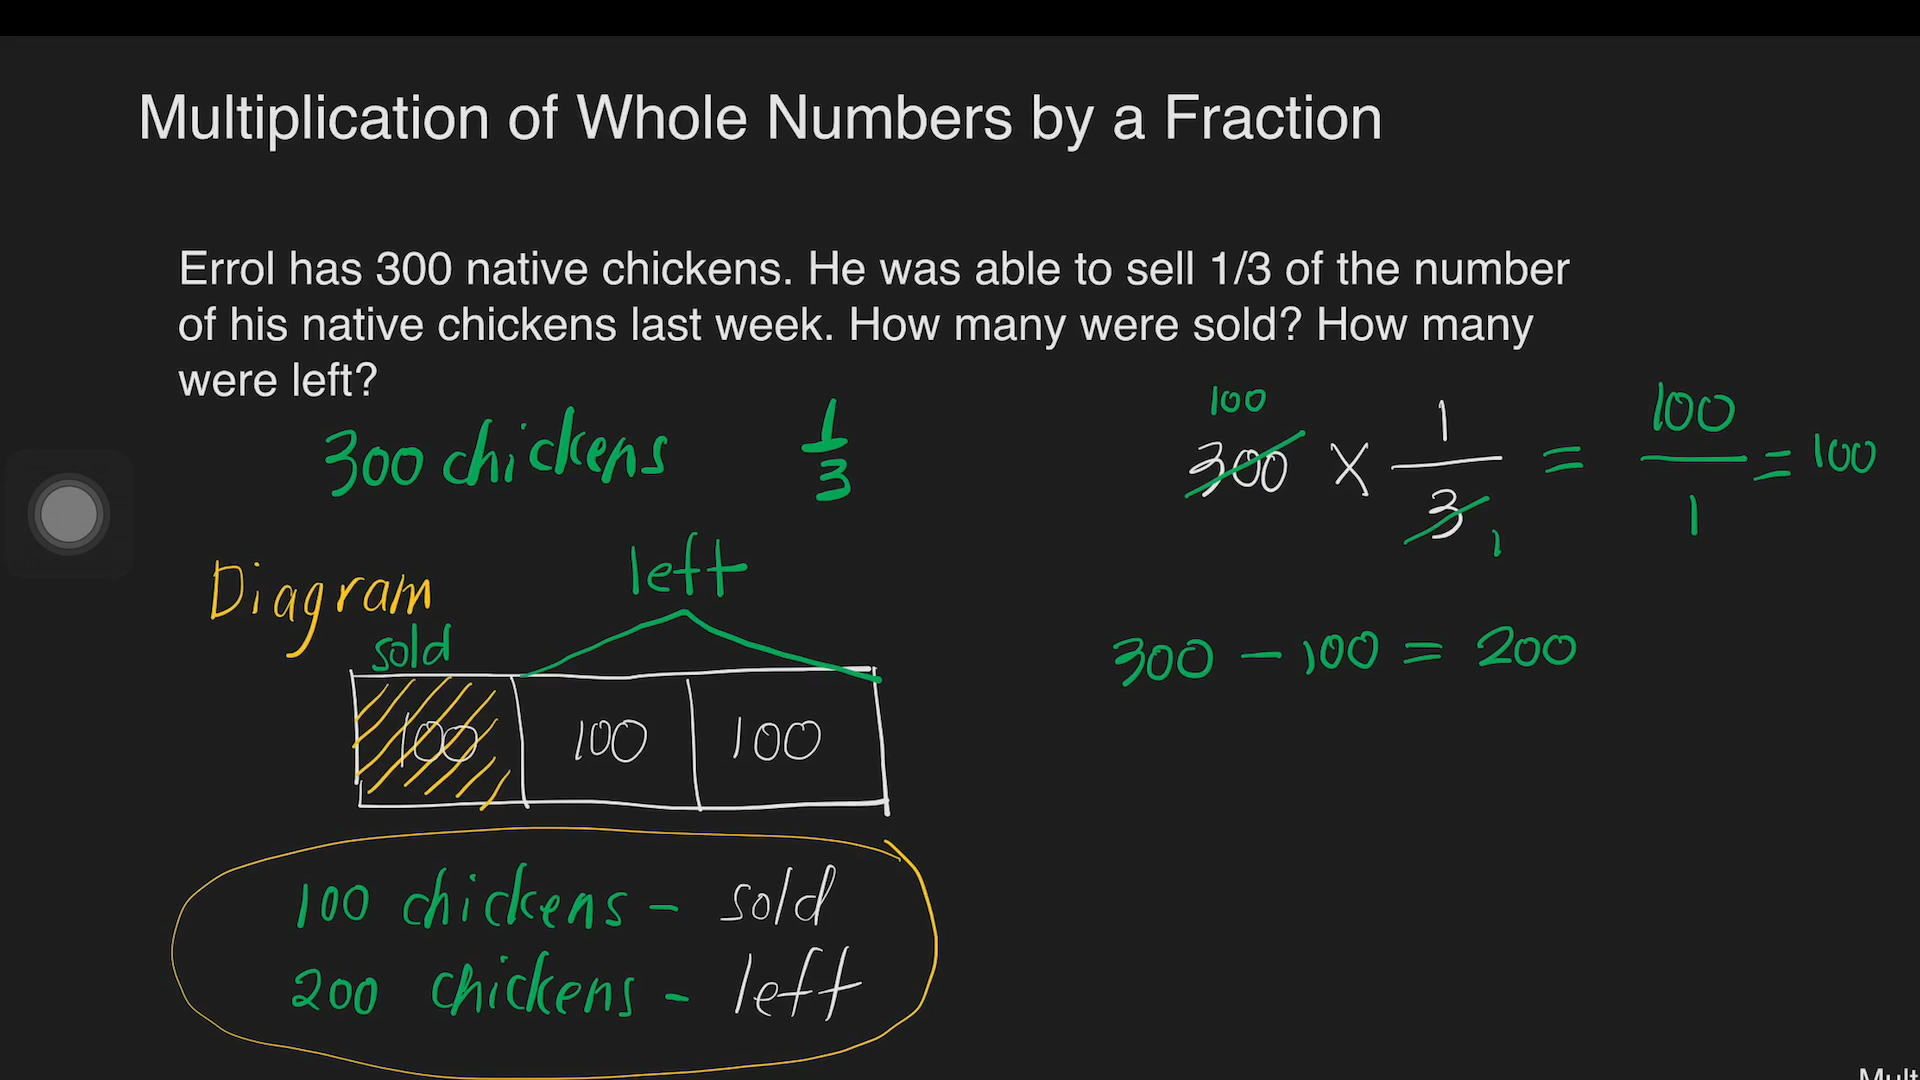 Multiplication of Whole Numbers by a Fraction
Errol has 300 native chickens. He was able to sell 1/3 of the number
of his native chickens last week. How many were sold? How many
were left?
300 chickens 1/3
100
300 X 1/3 = 100/1 = 100
1
Diagram
left
sold
100 100 100
300 - 100 = 200
100 chickens - sold
200 chickens - left